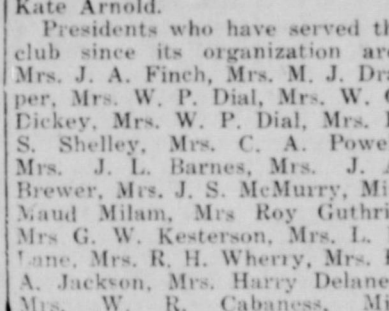 Kate Arnold.
Presidents who have served th
club since its organization are
Mrs. J. A. Finch, Mrs. M. J. Dra
per, Mrs. W. P. Dial, Mrs. W.
Dickey, Mrs. W. P. Dial, Mrs.
S. Shelley, Mrs. C. A. Powe
Mrs. J. L. Barnes, Mrs. J.
Brewer, Mrs. J. S. McMurry, Mi
Maud Milam, Mrs Roy Guthri
Mrs G. W. Kesterson, Mrs. L.
Lane, Mrs. R. H. Wherry, Mrs.
A. Jackson, Mrs. Harry Delane
Mrs. W. R. Cabaness, Mi